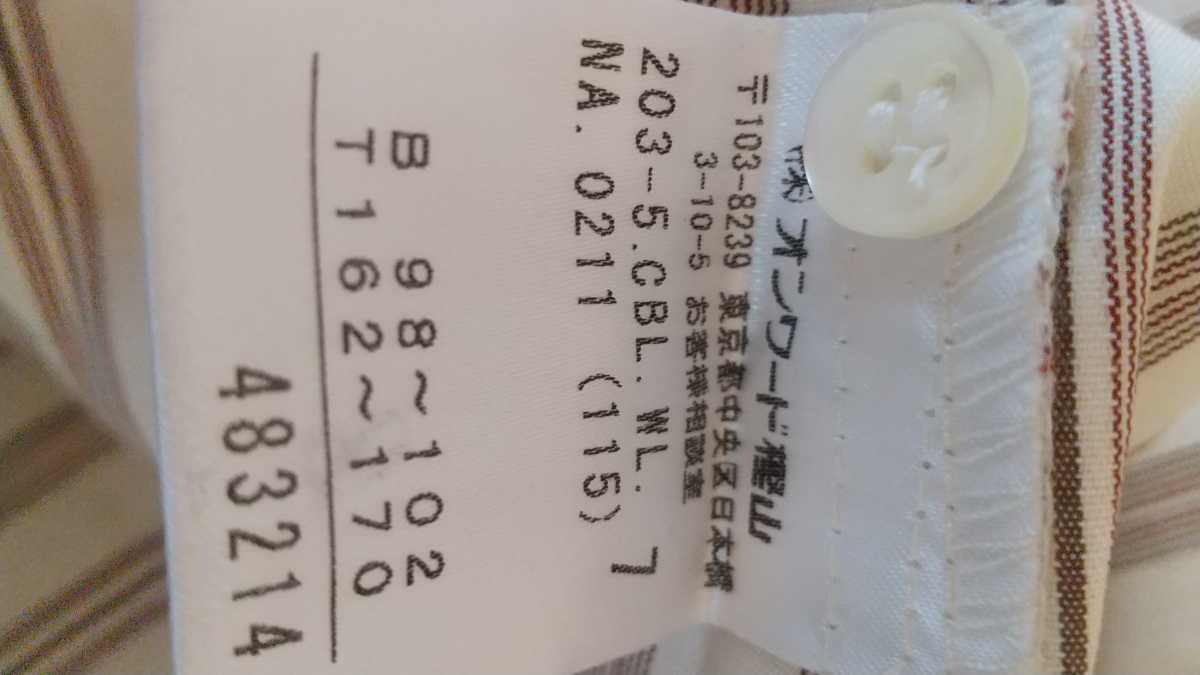 ㈱オンワード樫山
〒103-8239 東京都中央区日本橋
3-10-5 お客様相談室
203-5.CBL.WL. 7
NA. 0211 (115)
B 98~102
T162~170
483214